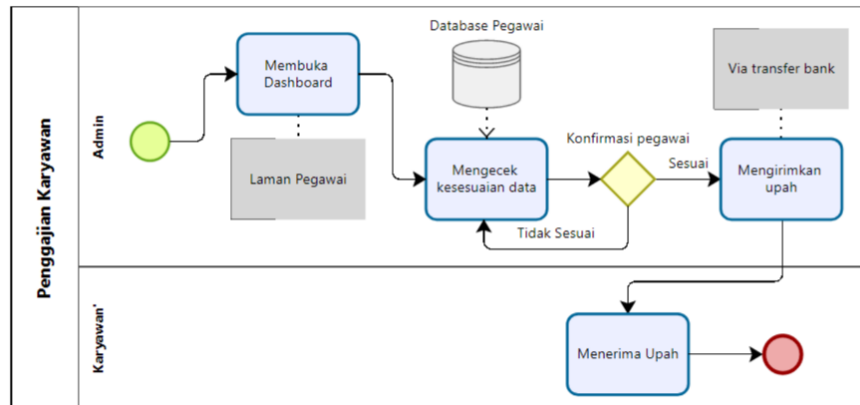 Penggajian Karyawan
Admin
Membuka
Dashboard
Laman Pegawai
Database Pegawai
Mengecek
kesesuaian data
Konfirmasi pegawai
Sesuai
Tidak Sesuai
Via transfer bank
Mengirimkan
upah
Karyawan'
Menerima Upah